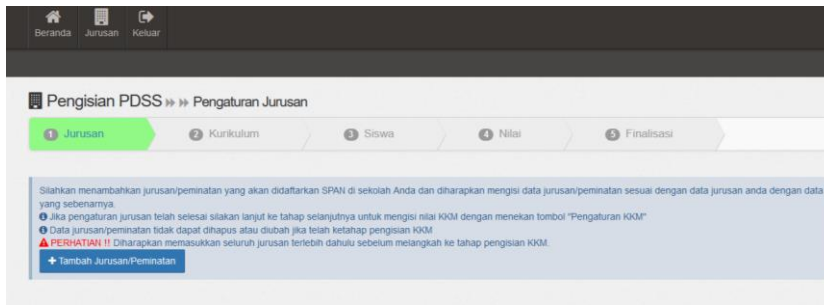 Beranda Jurusan Keluar
Pengisian PDSS Pengaturan Jurusan
1 Jurusan 2 Kurikulum 3 Siswa 4 Nilai 5 Finalisasi
Silahkan menambahkan jurusan/peminatan yang akan didaftarkan SPAN di sekolah Anda dan diharapkan mengisi data jurusan/peminatan sesuai dengan data jurusan anda dengan data
yang sebenarnya.
Jika pengaturan jurusan telah selesai silakan lanjut ke tahap selanjutnya untuk mengisi nilai KKM dengan menekan tombol "Pengaturan KKM"
Data jurusan/peminatan tidak dapat dihapus atau diubah jika telah ketahap pengisian KKM
PERHATIAN !! Diharapkan memasukkan seluruh jurusan terlebih dahulu sebelum melangkah ke tahap pengisian KKM.
+ Tambah Jurusan/Peminatan